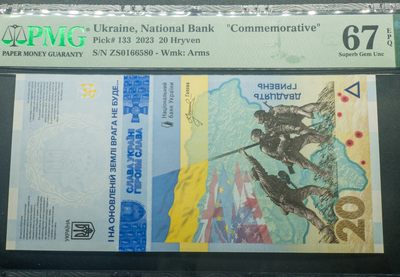 PMG
PAPER MONEY GUARANTY
Ukraine, National Bank "Commemorative"
Pick# 133 2023 20 Hryven
S/N ZS0166580 - Wmk: Arms
67
EPQ
Superb Gem Unc
20
І НА ОНОВЛЕНІЙ ЗЕМЛІ ВРАГА НЕ БУДЕ...
СЛАВА УКРАЇНІ
ГЕРОЯМ СЛАВА
УКРАЇНА
Національний
банк України
Голова
ДВАДЦЯТЬ
ГРИВЕНЬ
20